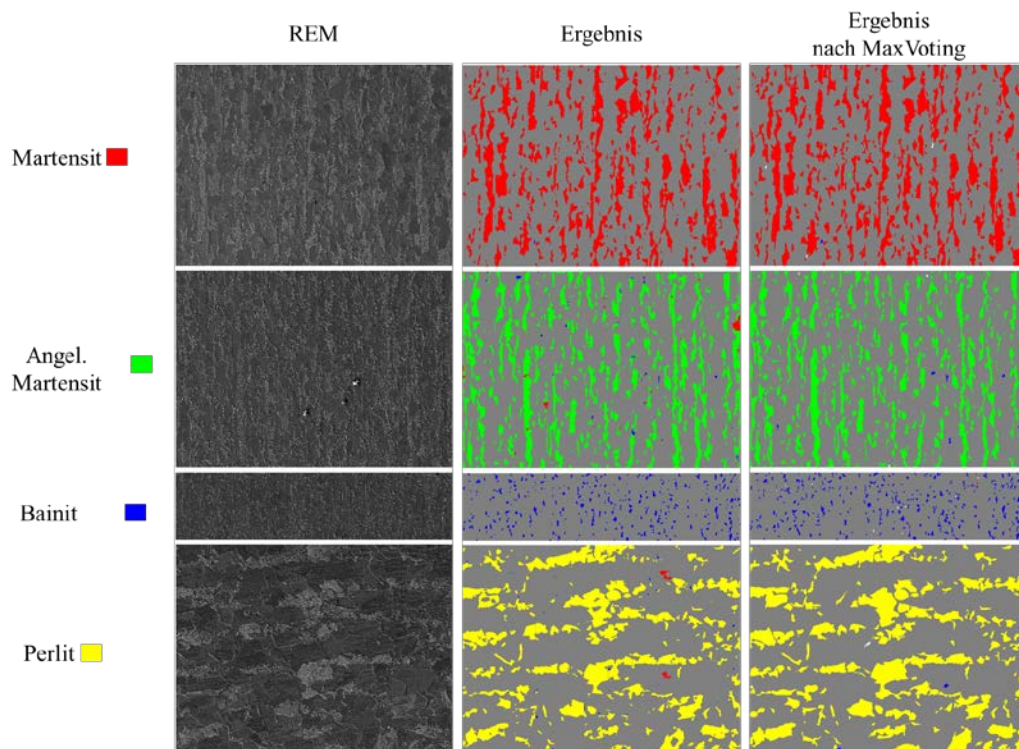 REM
Ergebnis
Ergebnis
nach MaxVoting
Martensit
Angel.
Martensit
Bainit
Perlit